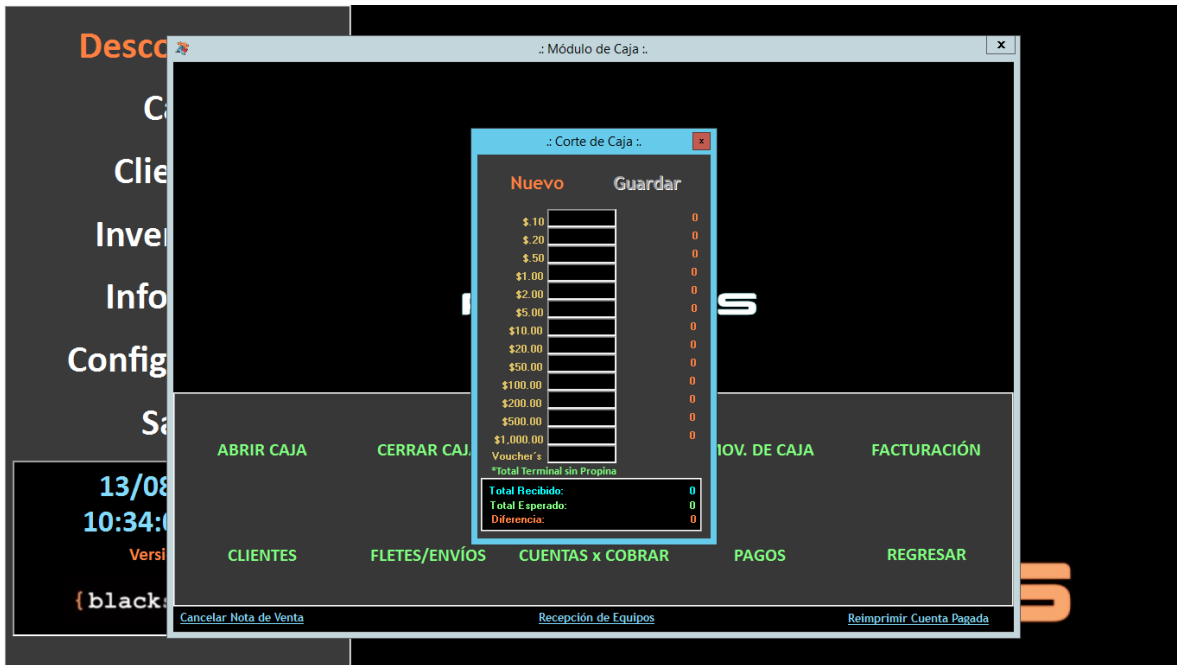 .: Módulo de Caja :.
x
.: Corte de Caja :.
x
Nuevo Guardar
$.10 0
$.20 0
$.50 0
$1.00 0
$2.00 0
$5.00 0
$10.00 0
$20.00 0
$50.00 0
$100.00 0
$200.00 0
$500.00 0
$1,000.00 0
Voucher´s
*Total Terminal sin Propina
Total Recibido: 0
Total Esperado: 0
Diferencia: 0
ABRIR CAJA CERRAR CAJ DE CAJA FACTURACIÓN
CLIENTES FLETES/ENVÍOS CUENTAS x COBRAR PAGOS REGRESAR
Cancelar Nota de Venta Recepción de Equipos Reimprimir Cuenta Pagada
Desco
Ca
Clie
Inve
Info
Config
Sa
13/08
10:34:0
Versi
{blacks
S